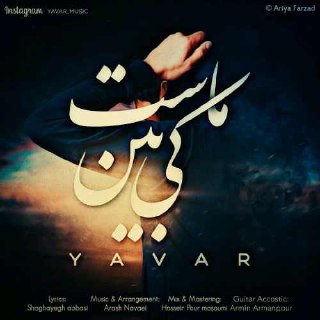 Instagram YAVAR_MUSIC
© Ariya Farzad
کی بین ماست
YAVAR
Lyrics: Music & Arrangement: Mix & Mastering: Guitar Accostic:
Shaghayegh abbasi Arash Navaei Hossein Pour masoumi Armin Armanpour